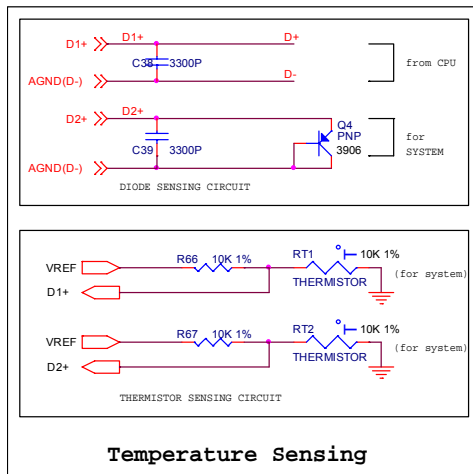 D1+ D1+ D+
C38 3300P
from CPU
AGND(D-) D-
D2+ D2+
Q4
PNP
3906
for
SYSTEM
C39 3300P
AGND(D-)
DIODE SENSING CIRCUIT
R66 10K 1% RT1 10K 1%
VREF
THERMISTOR
(for system)
D1+
R67 10K 1% RT2 10K 1%
VREF
THERMISTOR
(for system)
D2+
THERMISTOR SENSING CIRCUIT
Temperature Sensing